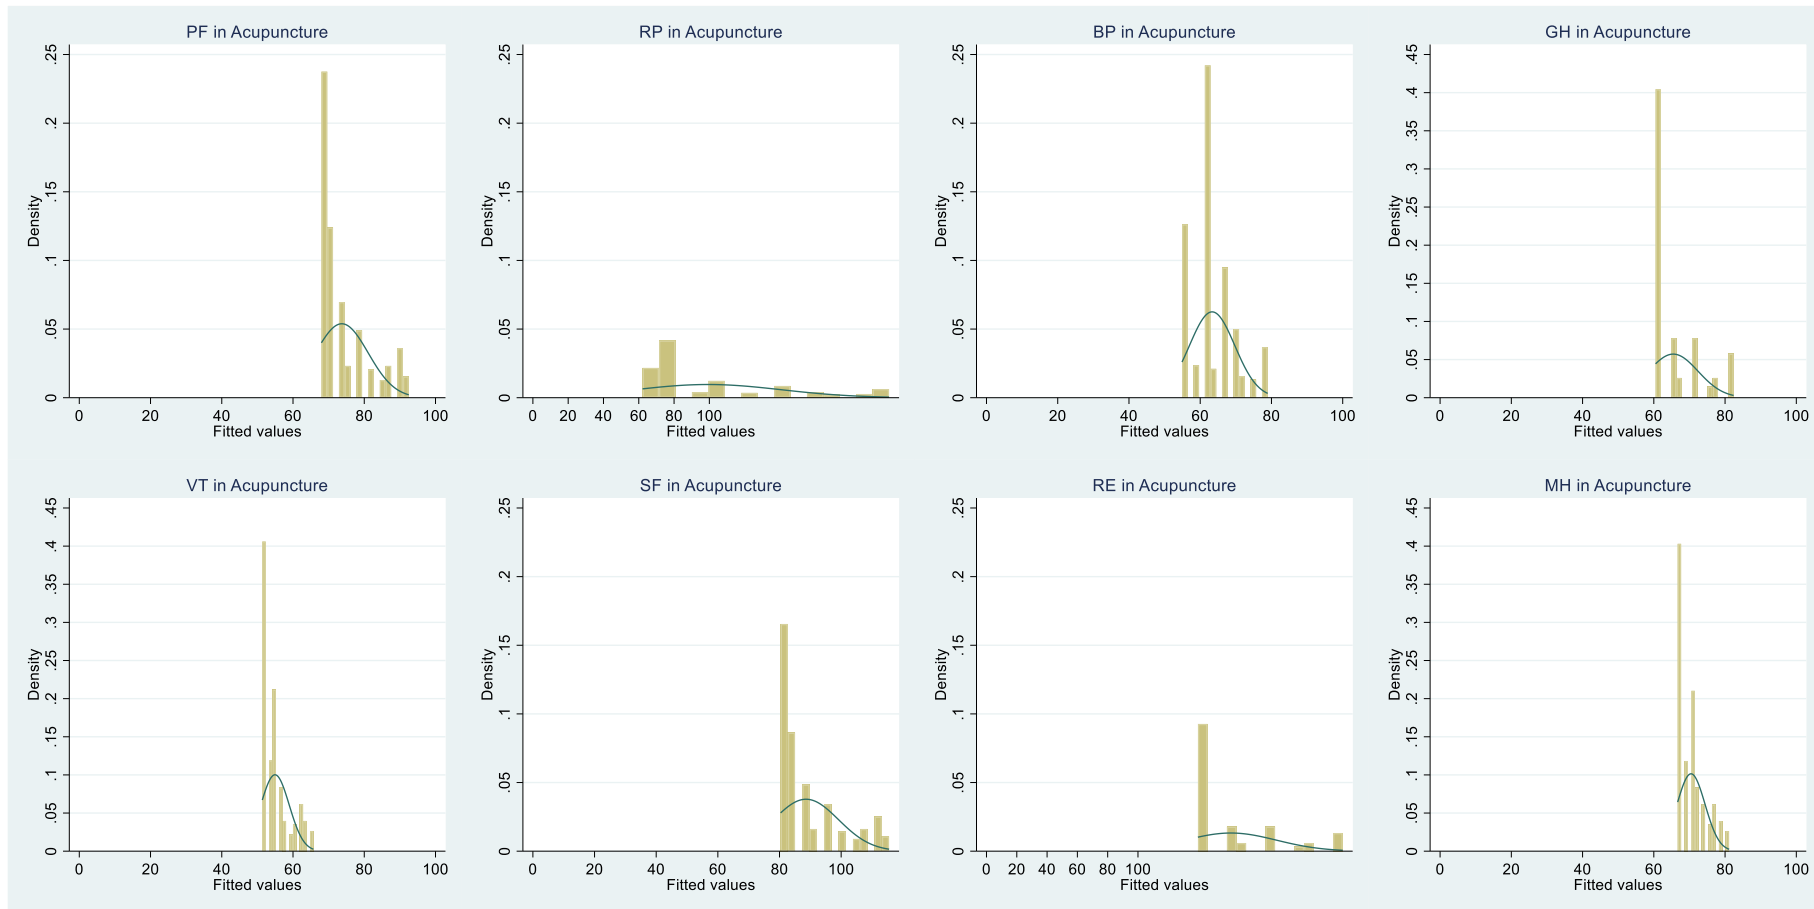 PF in Acupuncture
Density
0 .05 .1 .15 .2 .25
0 20 40 60 80 100
Fitted values
RP in Acupuncture
Density
0 .05 .1 .15 .2 .25
0 20 40 60 80 100
Fitted values
BP in Acupuncture
Density
0 .05 .1 .15 .2 .25
0 20 40 60 80 100
Fitted values
GH in Acupuncture
Density
0 .05 .1 .15 .2 .25 .3 .35 .4 .45
0 20 40 60 80 100
Fitted values
VT in Acupuncture
Density
0 .05 .1 .15 .2 .25 .3 .35 .4 .45
0 20 40 60 80 100
Fitted values
SF in Acupuncture
Density
0 .05 .1 .15 .2 .25
0 20 40 60 80 100
Fitted values
RE in Acupuncture
Density
0 .05 .1 .15 .2 .25
0 20 40 60 80 100
Fitted values
MH in Acupuncture
Density
0 .05 .1 .15 .2 .25 .3 .35 .4 .45
0 20 40 60 80 100
Fitted values